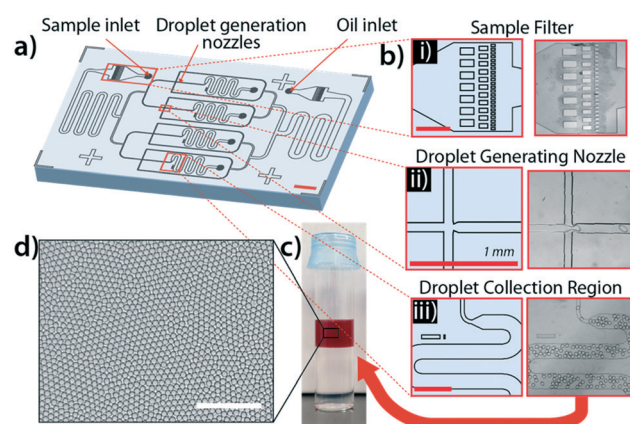 a)
Sample inlet
Droplet generation
nozzles
Oil inlet
b)
Sample Filter
i)
Droplet Generating Nozzle
ii)
1 mm
Droplet Collection Region
iii)
c)
d)